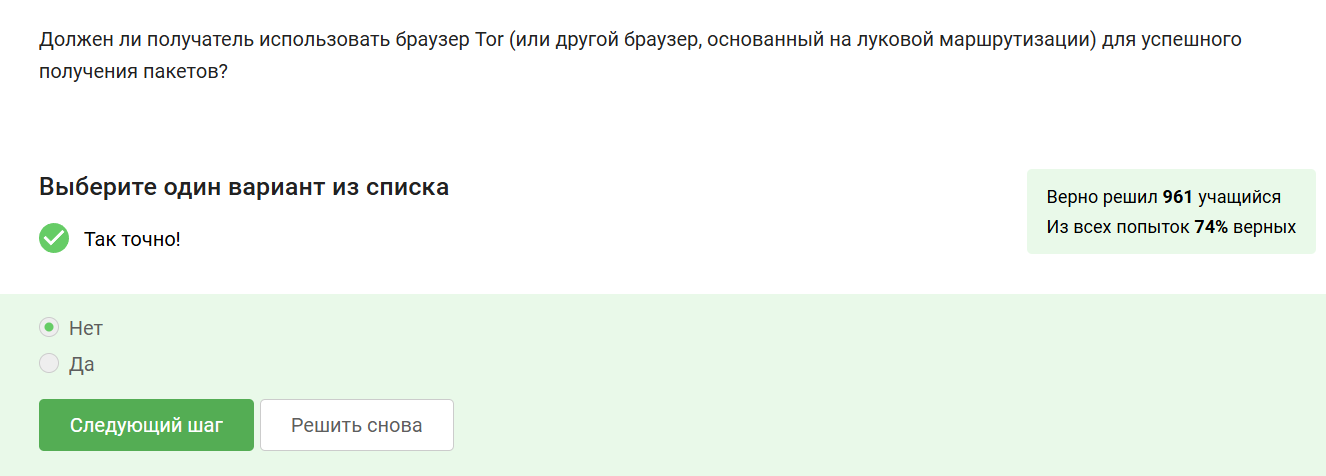 Должен ли получатель использовать браузер Tor (или другой браузер, основанный на луковой маршрутизации) для успешного
получения пакетов?
Выберите один вариант из списка
Так точно!
Верно решил 961 учащийся
Из всех попыток 74% верных
Нет
Да
Следующий шаг
Решить снова